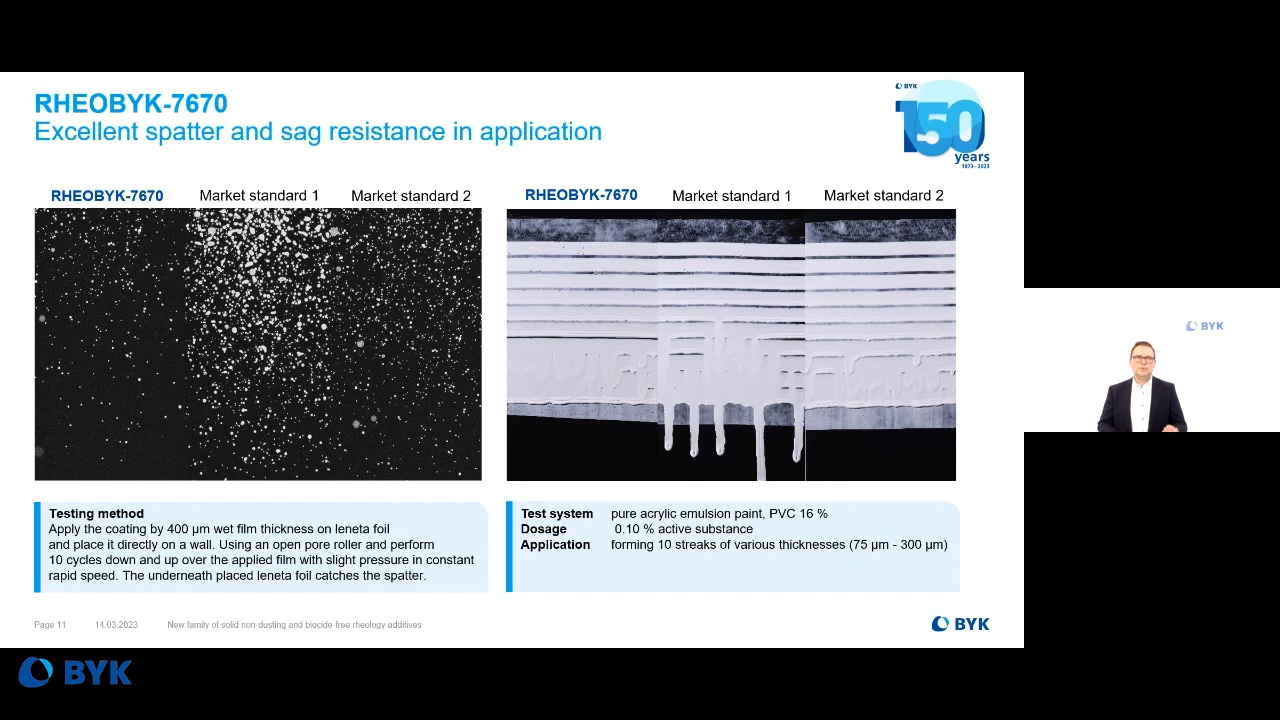 RHEOBYK-7670
Excellent spatter and sag resistance in application
BYK
150
years
1873–2023
RHEOBYK-7670 Market standard 1 Market standard 2
RHEOBYK-7670 Market standard 1 Market standard 2
Testing method
Apply the coating by 400 µm wet film thickness on leneta foil
and place it directly on a wall. Using an open pore roller and perform
10 cycles down and up over the applied film with slight pressure in constant
rapid speed. The underneath placed leneta foil catches the spatter.
Test system pure acrylic emulsion paint, PVC 16 %
Dosage 0.10 % active substance
Application forming 10 streaks of various thicknesses (75 µm - 300 µm)
Page 11 14.03.2023 New family of solid non-dusting and biocide-free rheology additives
BYK
BYK
BYK